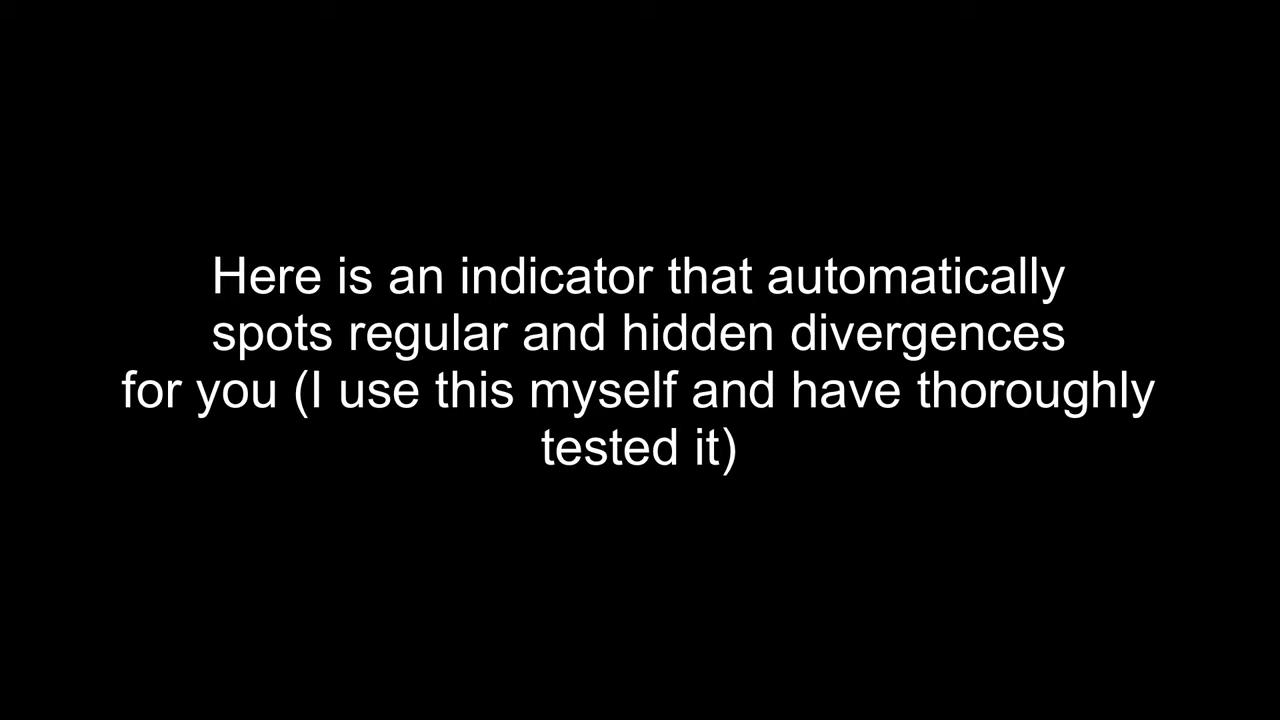 Here is an indicator that automatically
spots regular and hidden divergences
for you (I use this myself and have thoroughly
tested it)